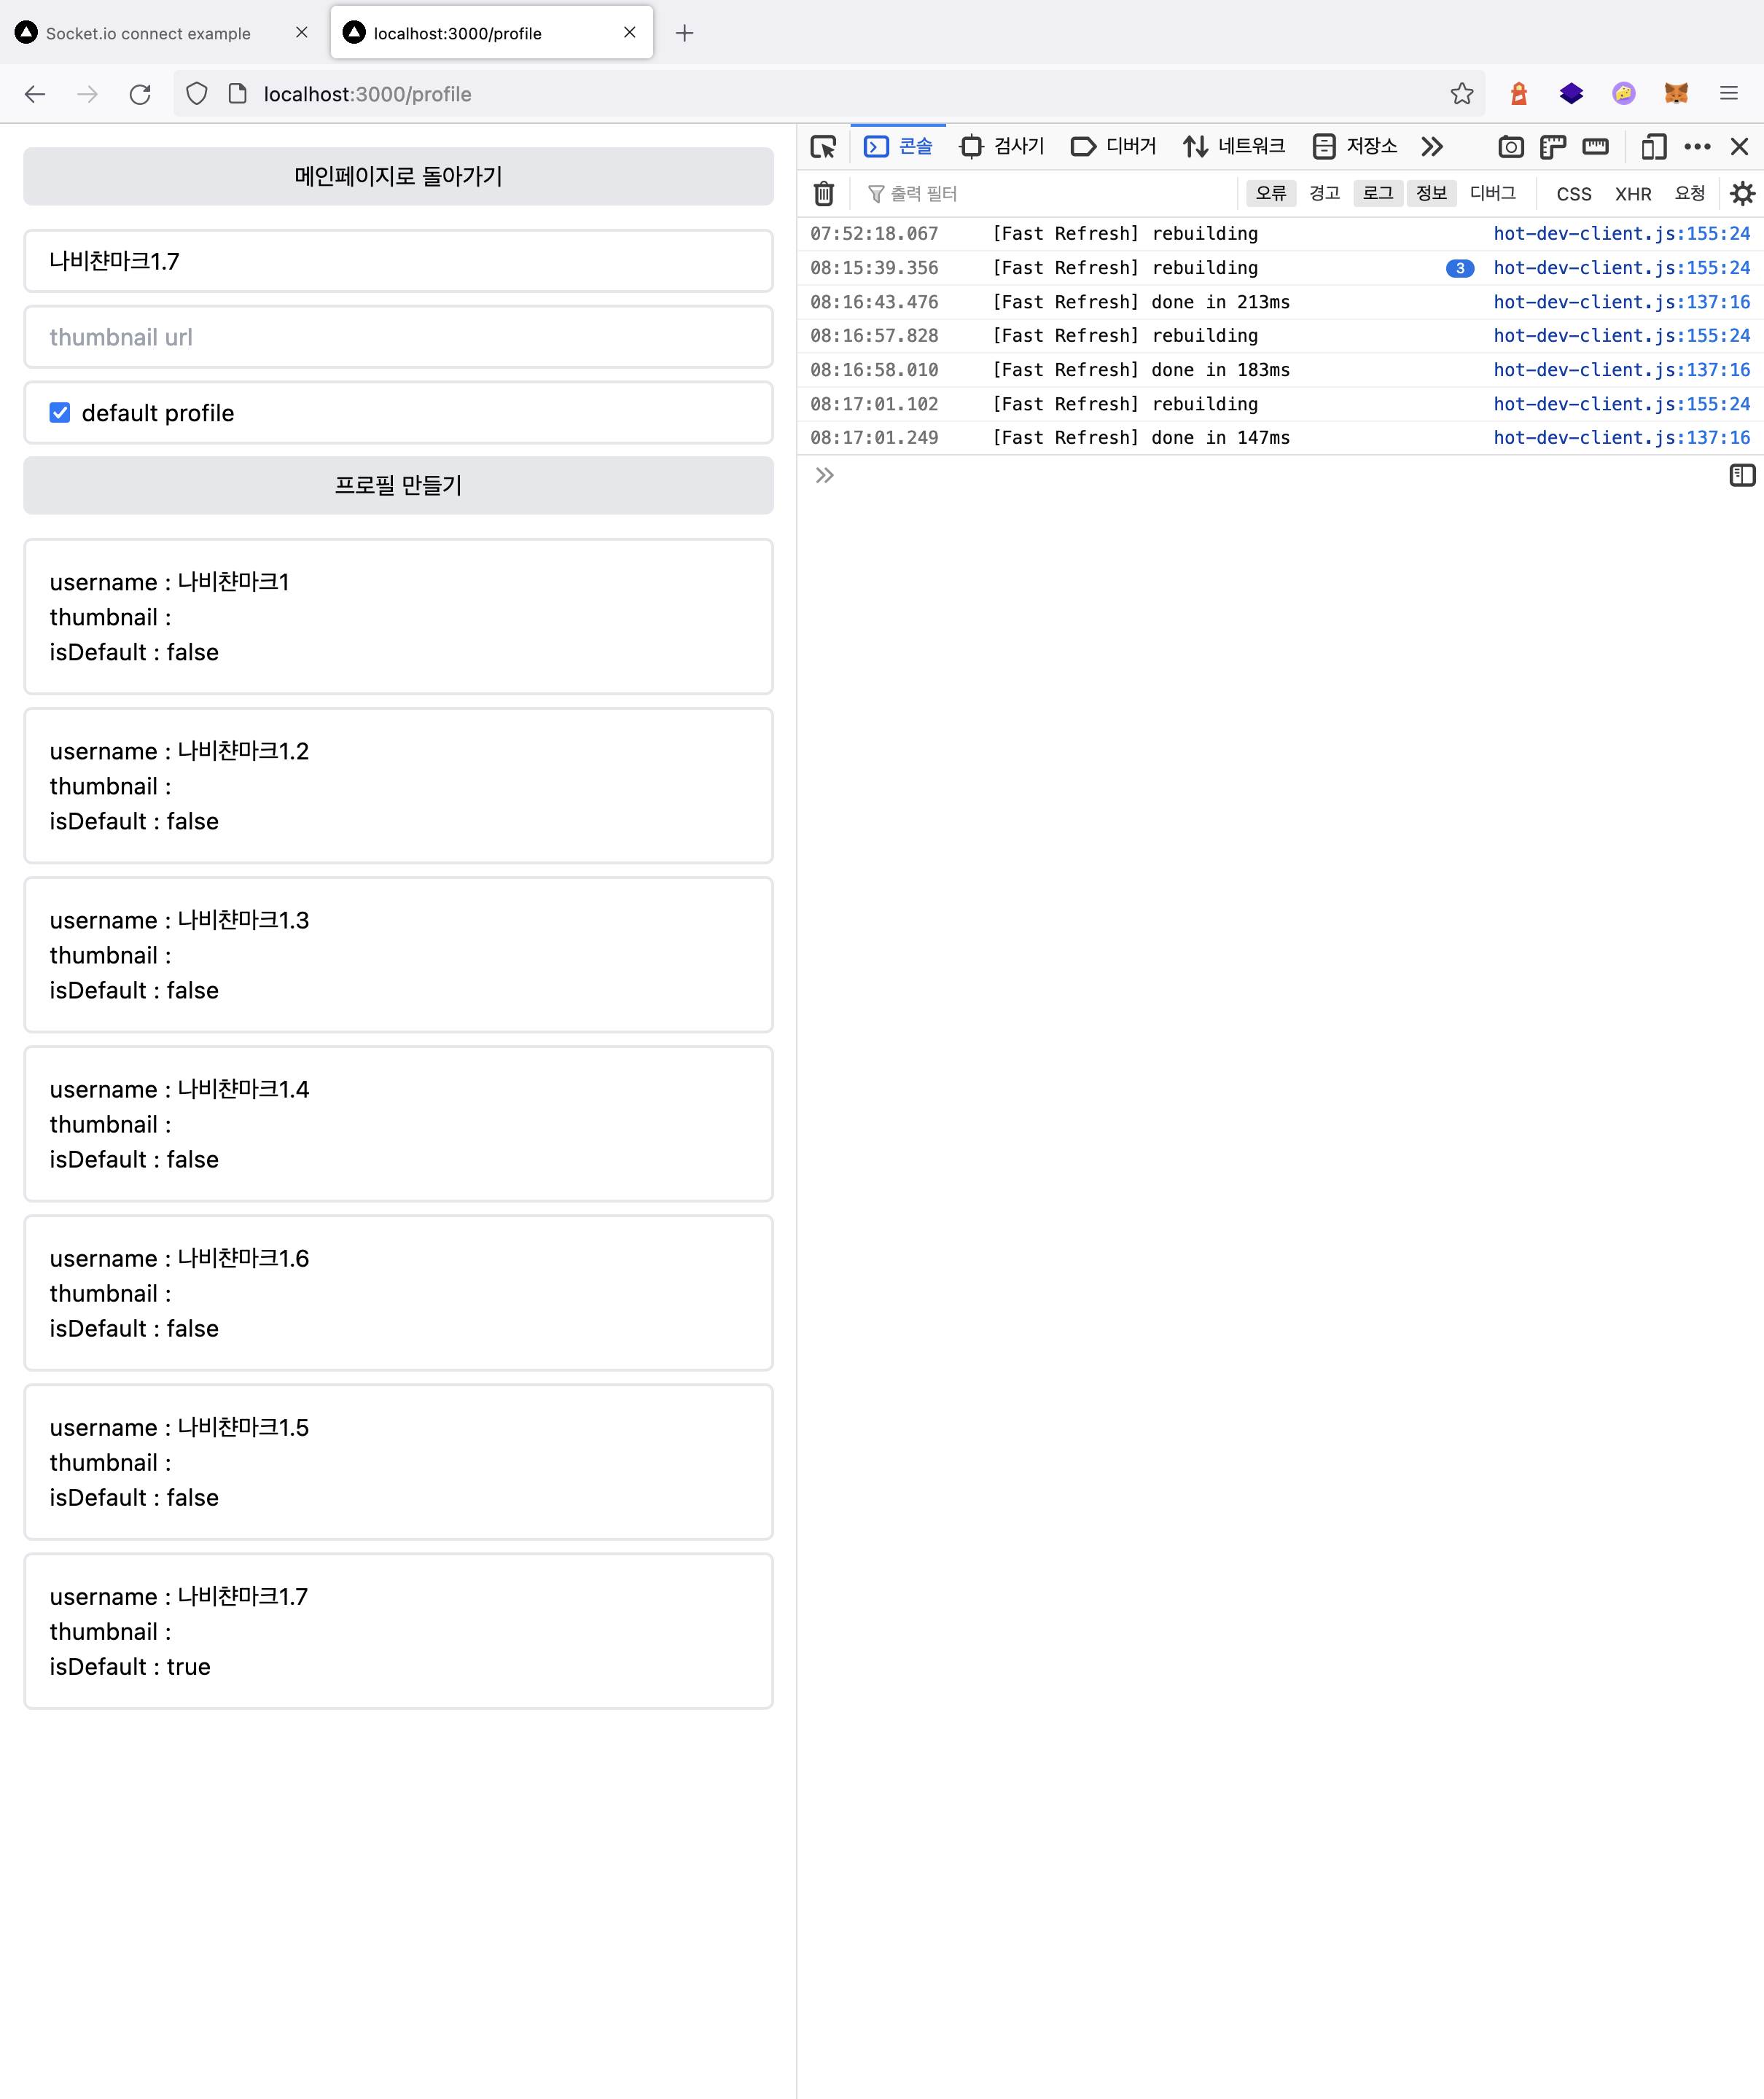 Socket.io connect example
localhost:3000/profile
localhost:3000/profile
메인페이지로 돌아가기
나비챤마크1.7
thumbnail url
default profile
프로필 만들기
username : 나비챤마크1
thumbnail :
isDefault : false
username : 나비챤마크1.2
thumbnail :
isDefault : false
username : 나비챤마크1.3
thumbnail :
isDefault : false
username : 나비챤마크1.4
thumbnail :
isDefault : false
username : 나비챤마크1.6
thumbnail :
isDefault : false
username : 나비챤마크1.5
thumbnail :
isDefault : false
username : 나비챤마크1.7
thumbnail :
isDefault : true
콘솔 검사기 디버거 네트워크 저장소
출력 필터 오류 경고 로그 정보 디버그 CSS XHR 요청
07:52:18.067 [Fast Refresh] rebuilding hot-dev-client.js:155:24
08:15:39.356 [Fast Refresh] rebuilding 3 hot-dev-client.js:155:24
08:16:43.476 [Fast Refresh] done in 213ms hot-dev-client.js:137:16
08:16:57.828 [Fast Refresh] rebuilding hot-dev-client.js:155:24
08:16:58.010 [Fast Refresh] done in 183ms hot-dev-client.js:137:16
08:17:01.102 [Fast Refresh] rebuilding hot-dev-client.js:155:24
08:17:01.249 [Fast Refresh] done in 147ms hot-dev-client.js:137:16